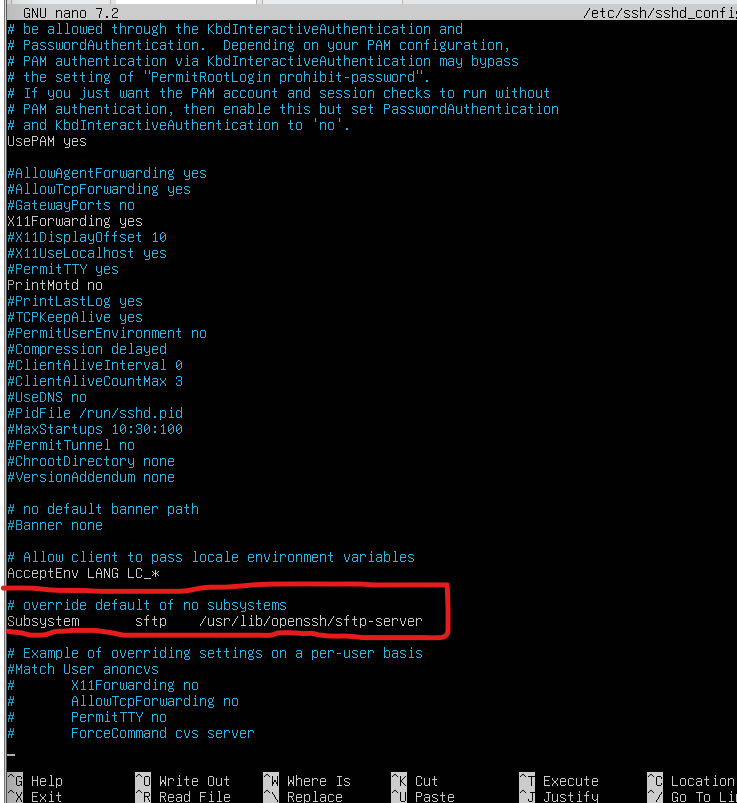 GNU nano 7.2 /etc/ssh/sshd_config
# be allowed through the KbdInteractiveAuthentication and
# PasswordAuthentication.  Depending on your PAM configuration,
# PAM authentication via KbdInteractiveAuthentication may bypass
# the setting of "PermitRootLogin prohibit-password".
# If you just want the PAM account and session checks to run without
# PAM authentication, then enable this but set PasswordAuthentication
# and KbdInteractiveAuthentication to 'no'.
UsePAM yes
#AllowAgentForwarding yes
#AllowTcpForwarding yes
#GatewayPorts no
X11Forwarding yes
#X11DisplayOffset 10
#X11UseLocalhost yes
#PermitTTY yes
PrintMotd no
#PrintLastLog yes
#TCPKeepAlive yes
#PermitUserEnvironment no
#Compression delayed
#ClientAliveInterval 0
#ClientAliveCountMax 3
#UseDNS no
#PidFile /run/sshd.pid
#MaxStartups 10:30:100
#PermitTunnel no
#ChrootDirectory none
#VersionAddendum none
# no default banner path
#Banner none
# Allow client to pass locale environment variables
AcceptEnv LANG LC_*
# override default of no subsystems
Subsystem       sftp    /usr/lib/openssh/sftp-server
# Example of overriding settings on a per-user basis
#Match User anoncvs
#       X11Forwarding no
#       AllowTcpForwarding no
#       PermitTTY no
#       ForceCommand cvs server
^G Help ^O Write Out ^W Where Is ^K Cut ^T Execute ^C Location
^X Exit ^R Read File ^\ Replace ^U Paste ^J Justify ^/ Go To Li